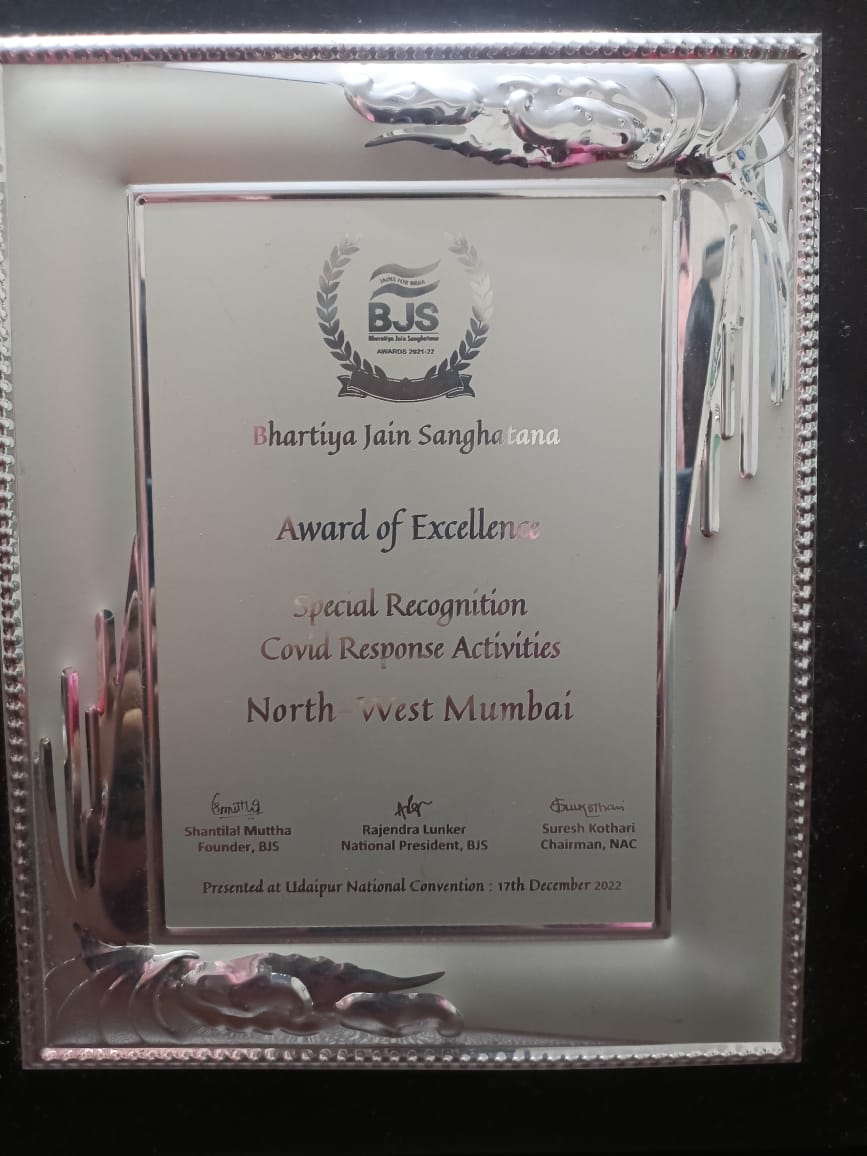 JAINS FOR INDIA
BJS
Bharatiya Jain Sanghatana
AWARDS 2021-22
Bhartiya Jain Sanghatana
Award of Excellence
Special Recognition
Covid Response Activities
North-West Mumbai
Shantilal Muttha Rajendra Lunker Suresh Kothari
Founder, BJS National President, BJS Chairman, NAC
Presented at Udaipur National Convention : 17th December 2022